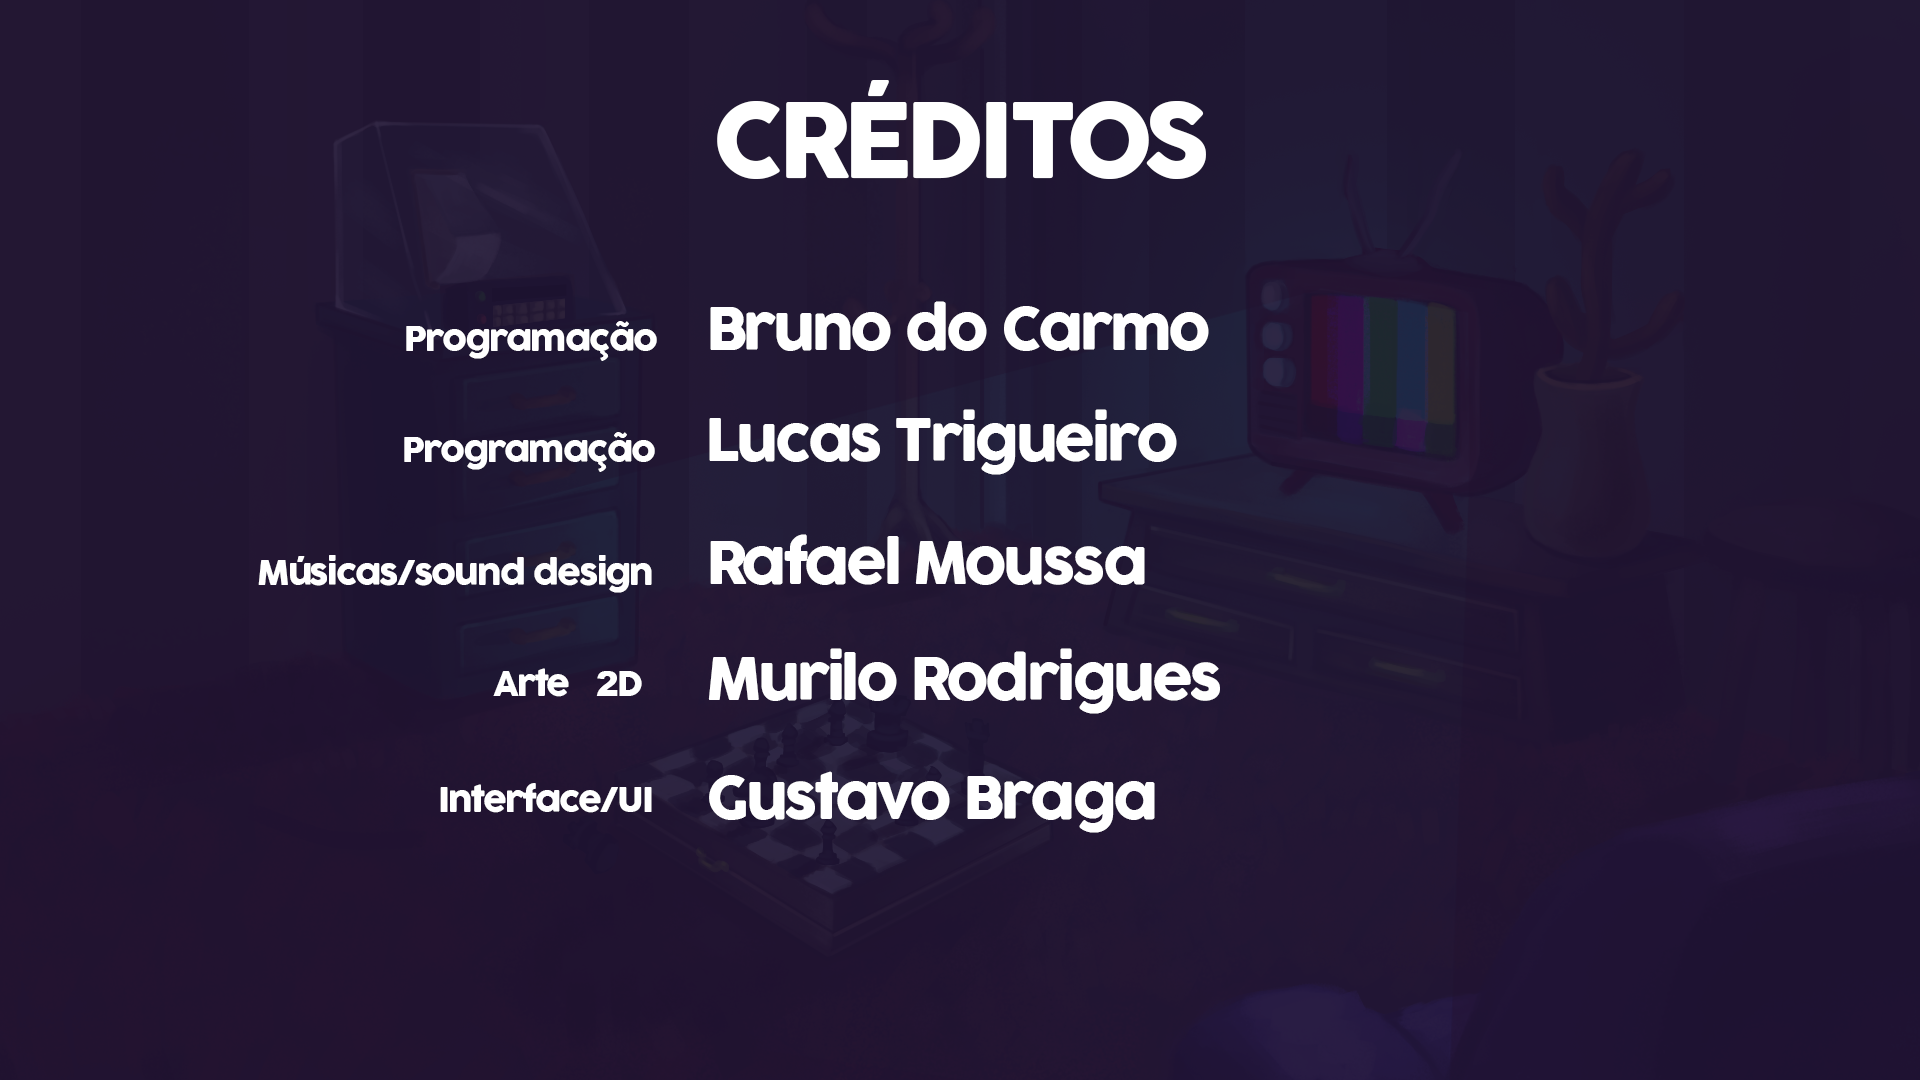 CRÉDITOS
Programação Bruno do Carmo
Programação Lucas Trigueiro
Músicas/sound design Rafael Moussa
Arte 2D Murilo Rodrigues
Interface/UI Gustavo Braga